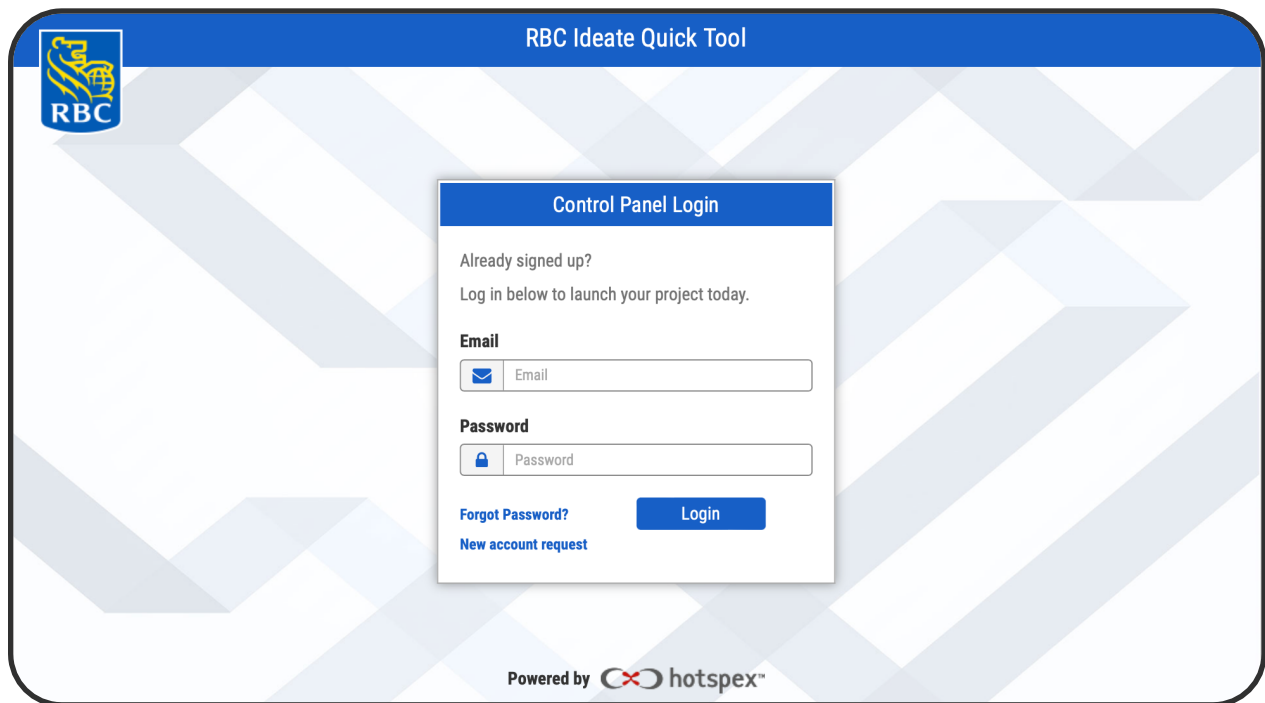 RBC Ideate Quick Tool
RBC
Control Panel Login
Already signed up?
Log in below to launch your project today.
Email
Email
Password
Password
Forgot Password?
Login
New account request
Powered by hotspex™